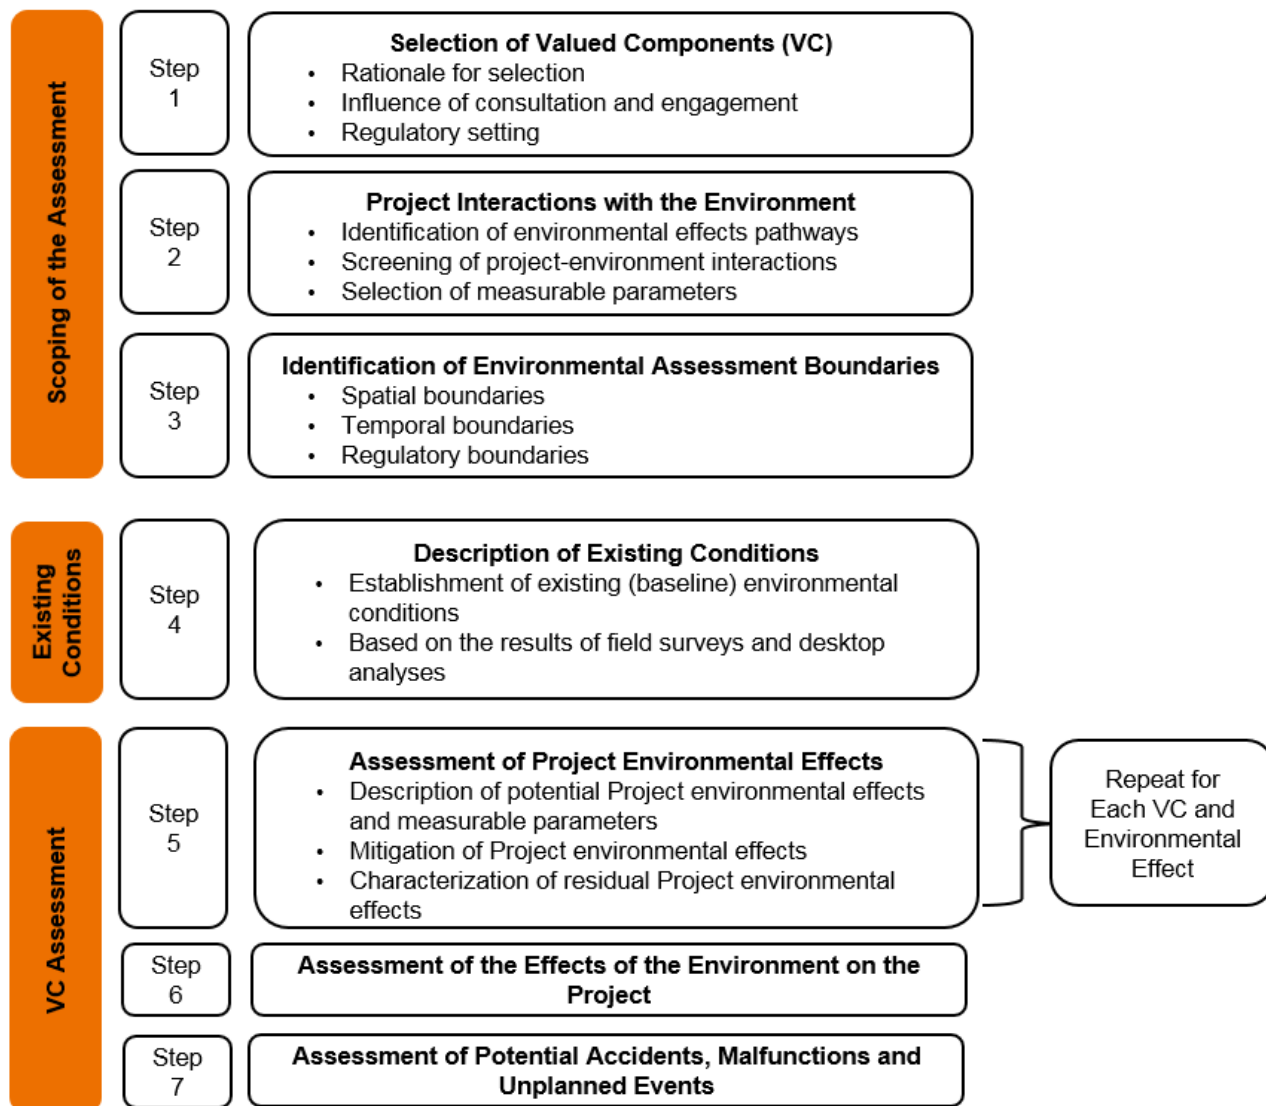 Scoping of the Assessment
Step
1
Selection of Valued Components (VC)
• Rationale for selection
• Influence of consultation and engagement
• Regulatory setting
Step
2
Project Interactions with the Environment
• Identification of environmental effects pathways
• Screening of project-environment interactions
• Selection of measurable parameters
Step
3
Identification of Environmental Assessment Boundaries
• Spatial boundaries
• Temporal boundaries
• Regulatory boundaries
Existing
Conditions
Step
4
Description of Existing Conditions
• Establishment of existing (baseline) environmental
conditions
• Based on the results of field surveys and desktop
analyses
VC Assessment
Step
5
Assessment of Project Environmental Effects
• Description of potential Project environmental effects
and measurable parameters
• Mitigation of Project environmental effects
• Characterization of residual Project environmental
effects
Repeat for
Each VC and
Environmental
Effect
Step
6
Assessment of the Effects of the Environment on the
Project
Step
7
Assessment of Potential Accidents, Malfunctions and
Unplanned Events